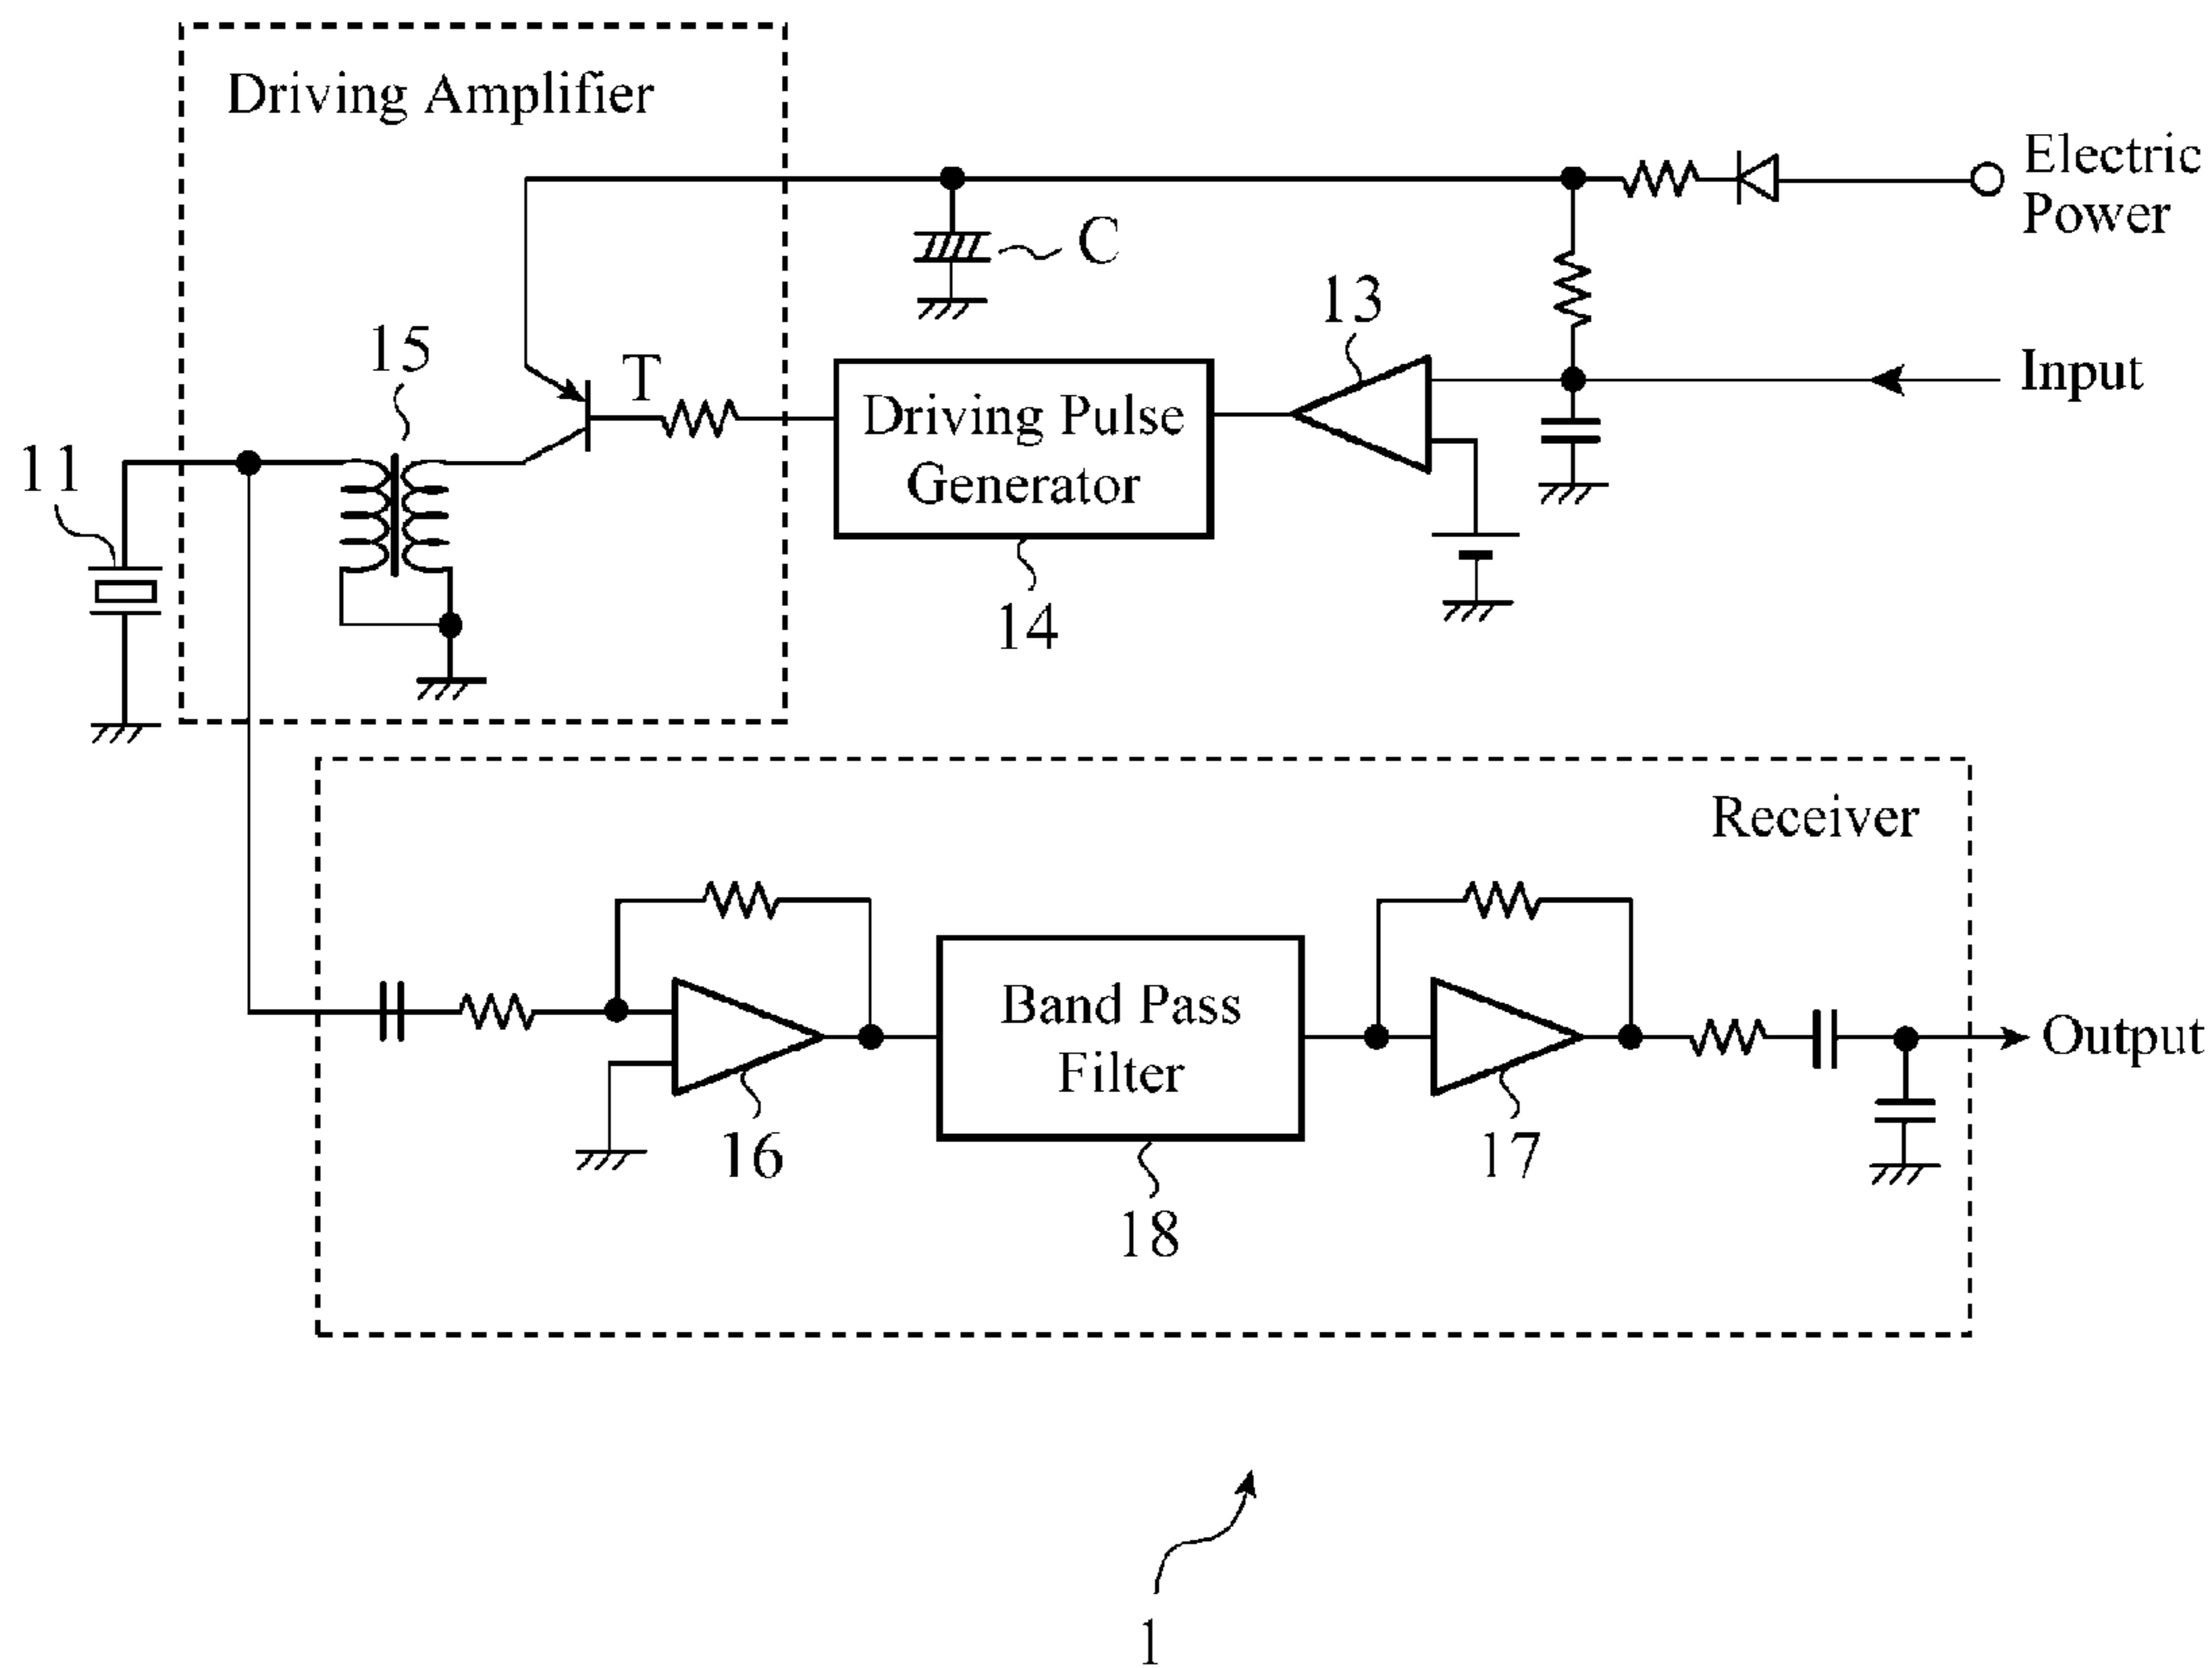 Driving Amplifier
Electric
Power
C
13
15
T
Input
Driving Pulse
Generator
11
14
Receiver
Band Pass
Filter
Output
16
17
18
1